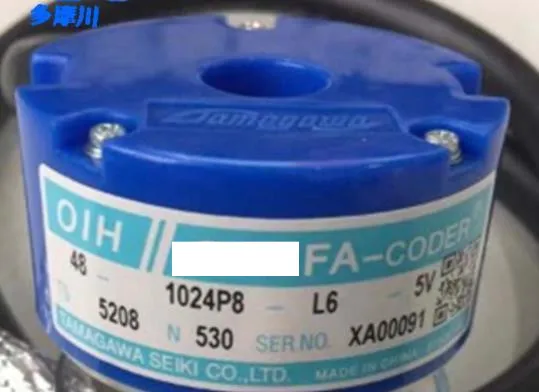 多摩川
Tamagawa
OIH FA-CODER
48 - 1024P8 - L6 - 5V
TS 5208 N 530 SER.NO. XA00091
TAMAGAWA SEIKI CO.,LTD. MADE IN CHINA